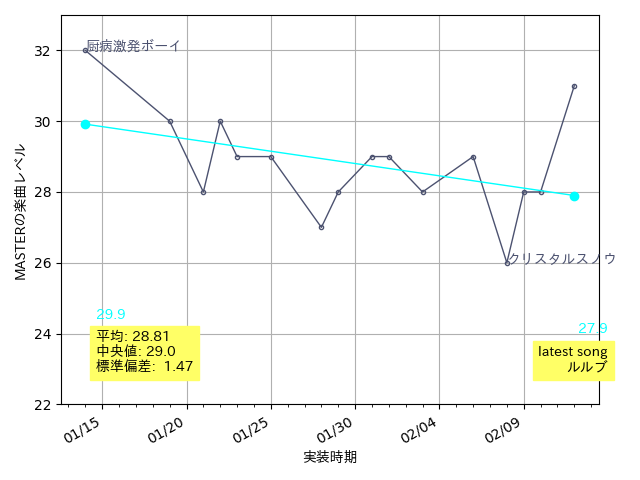 32
30
28
26
24
22
MASTERの楽曲レベル
厨病激発ボーイ
クリスタルスノウ
29.9
平均: 28.81
中央値: 29.0
標準偏差: 1.47
27.9
latest song
ルルブ
01/15
01/20
01/25
01/30
02/04
02/09
実装時期